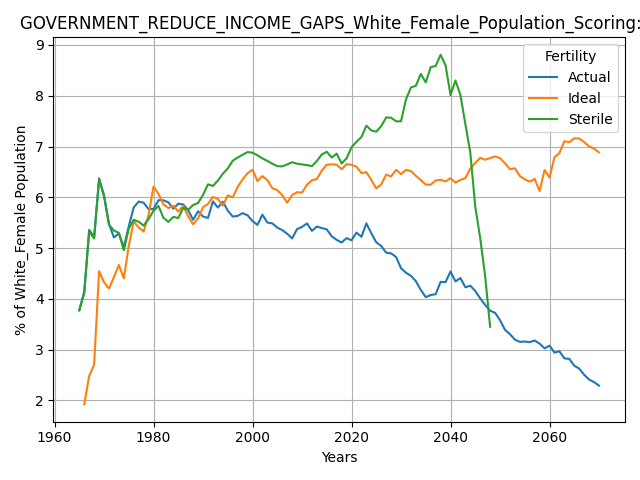 GOVERNMENT_REDUCE_INCOME_GAPS_White_Female_Population_Scoring:
% of White_Female Population
9
8
7
6
5
4
3
2
Fertility
Actual
Ideal
Sterile
1960 1980 2000 2020 2040 2060
Years